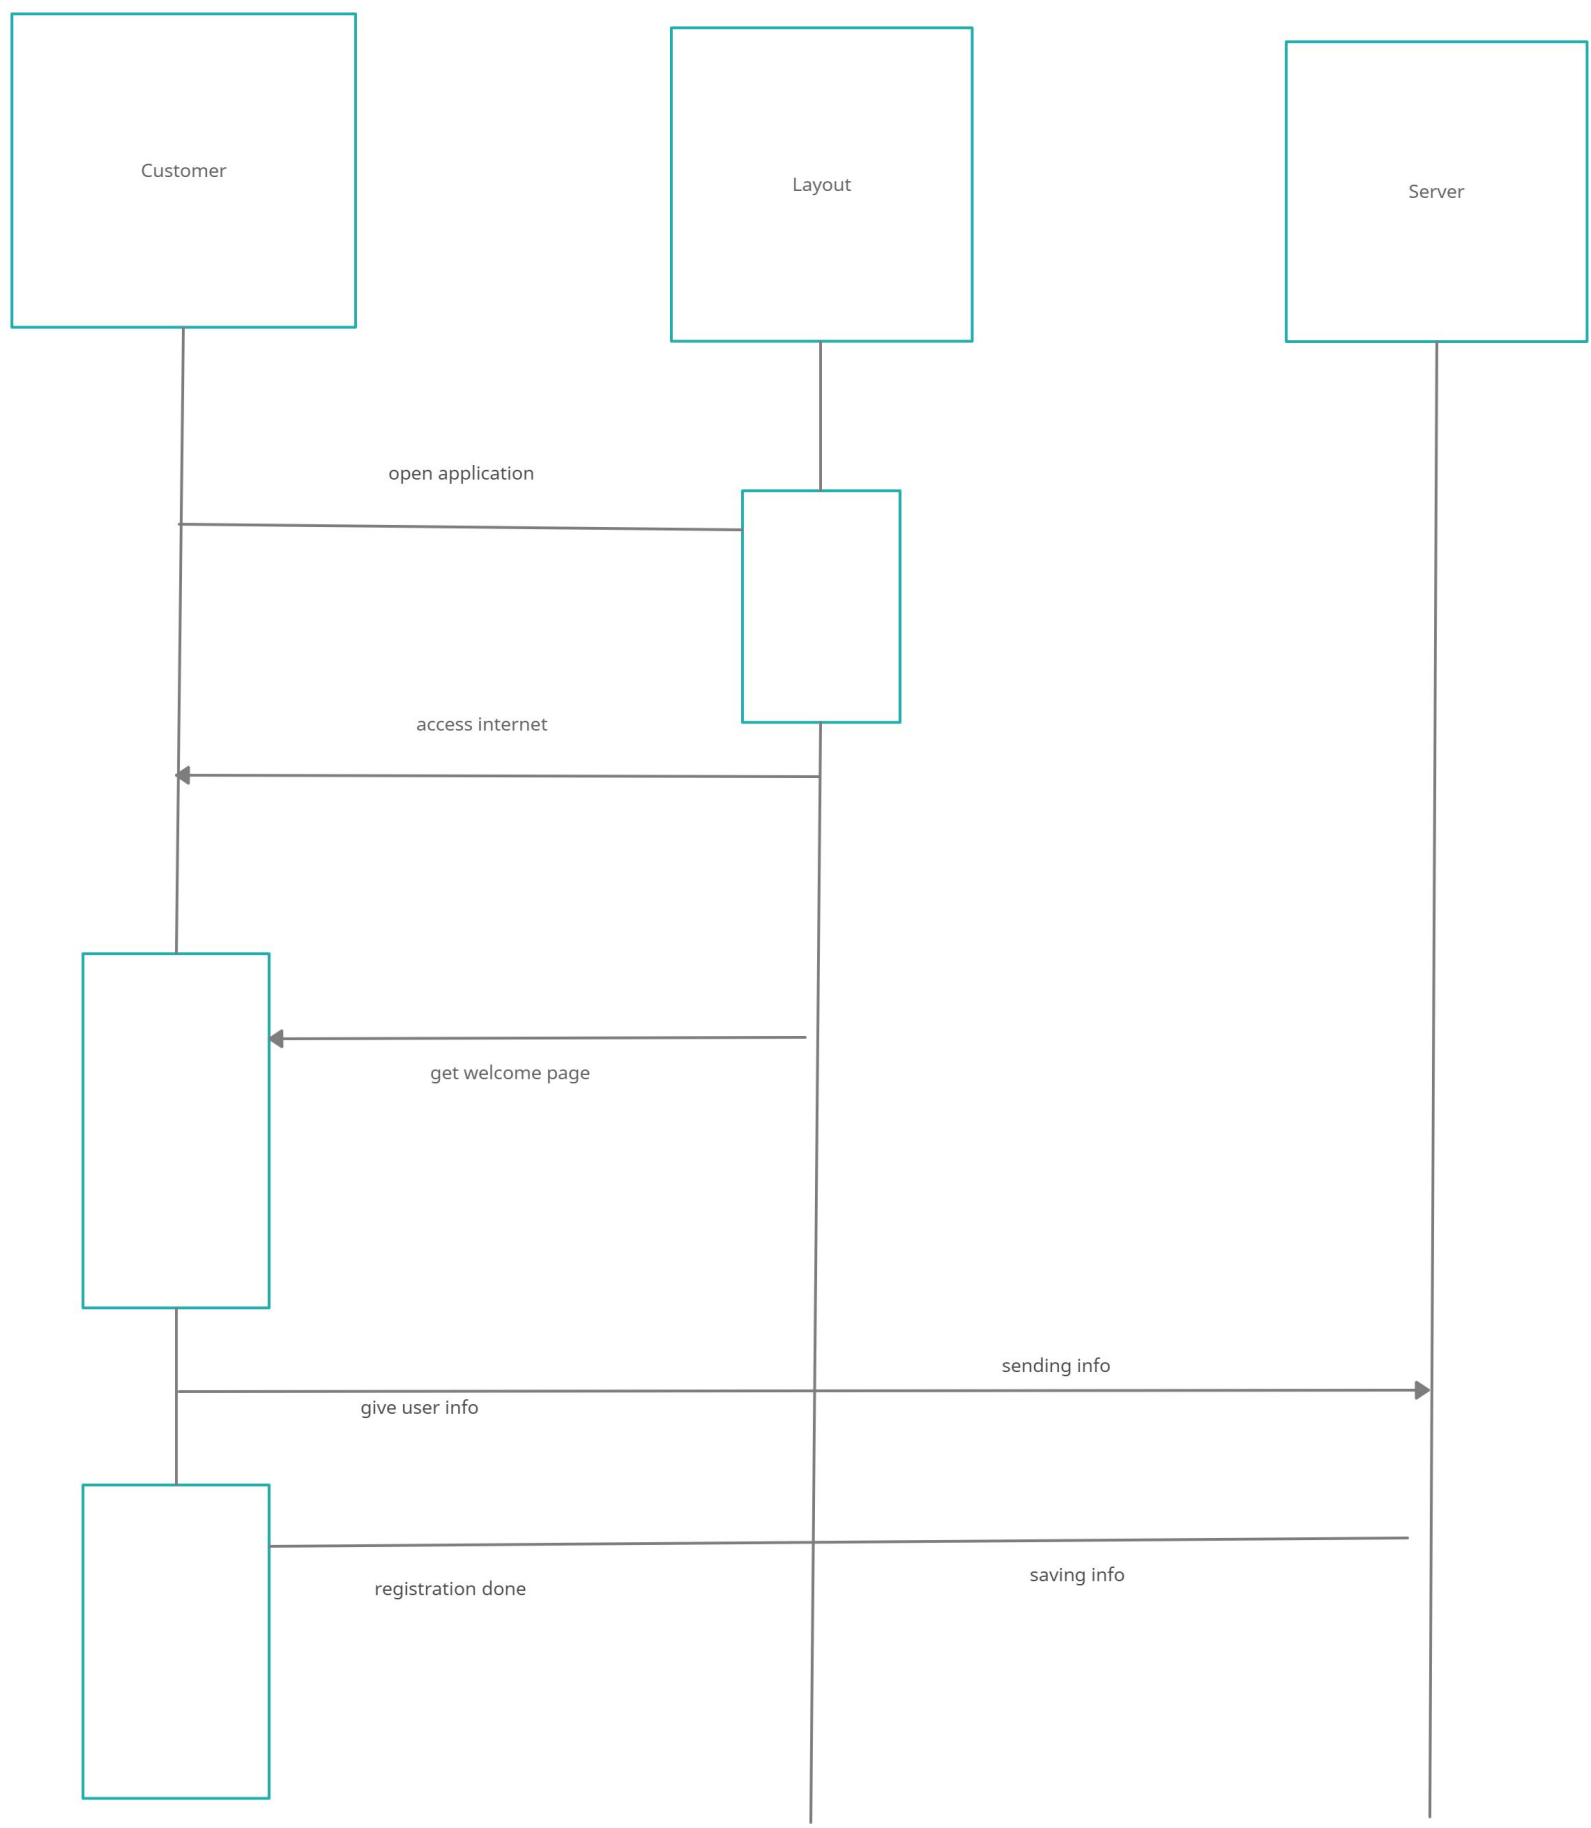 Customer
Layout
Server
open application
access internet
get welcome page
sending info
give user info
saving info
registration done